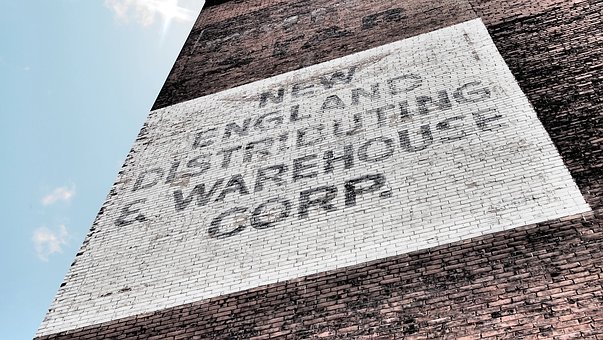 NEW
ENGLAND
DISTRIBUTING
& WAREHOUSE
CORP.